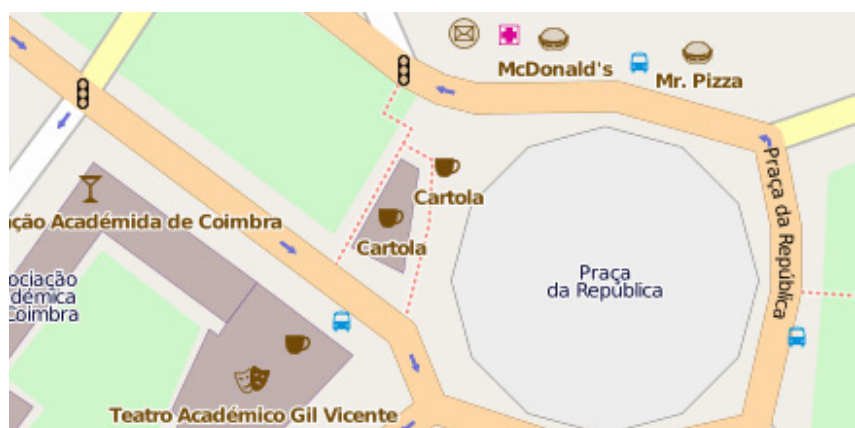 McDonald's
Mr. Pizza
Praça da República
Cartola
ção Académida de Coimbra
Cartola
Praça
da República
ociação
démica
Coimbra
Teatro Académico Gil Vicente